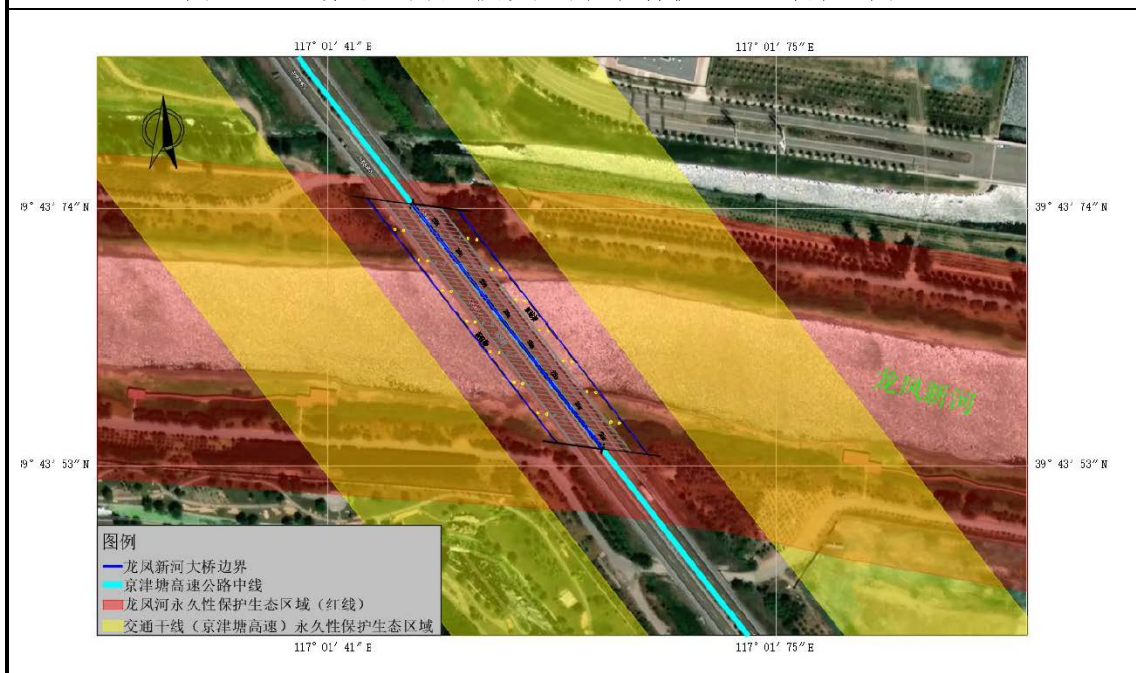 117° 01′ 41″ E
117° 01′ 75″ E
39° 43′ 74″ N
39° 43′ 74″ N
龙凤新河
39° 43′ 53″ N
39° 43′ 53″ N
图例
龙凤新河大桥边界
京津塘高速公路中线
龙凤河永久性保护生态区域（红线）
交通干线（京津塘高速）永久性保护生态区域
117° 01′ 41″ E
117° 01′ 75″ E